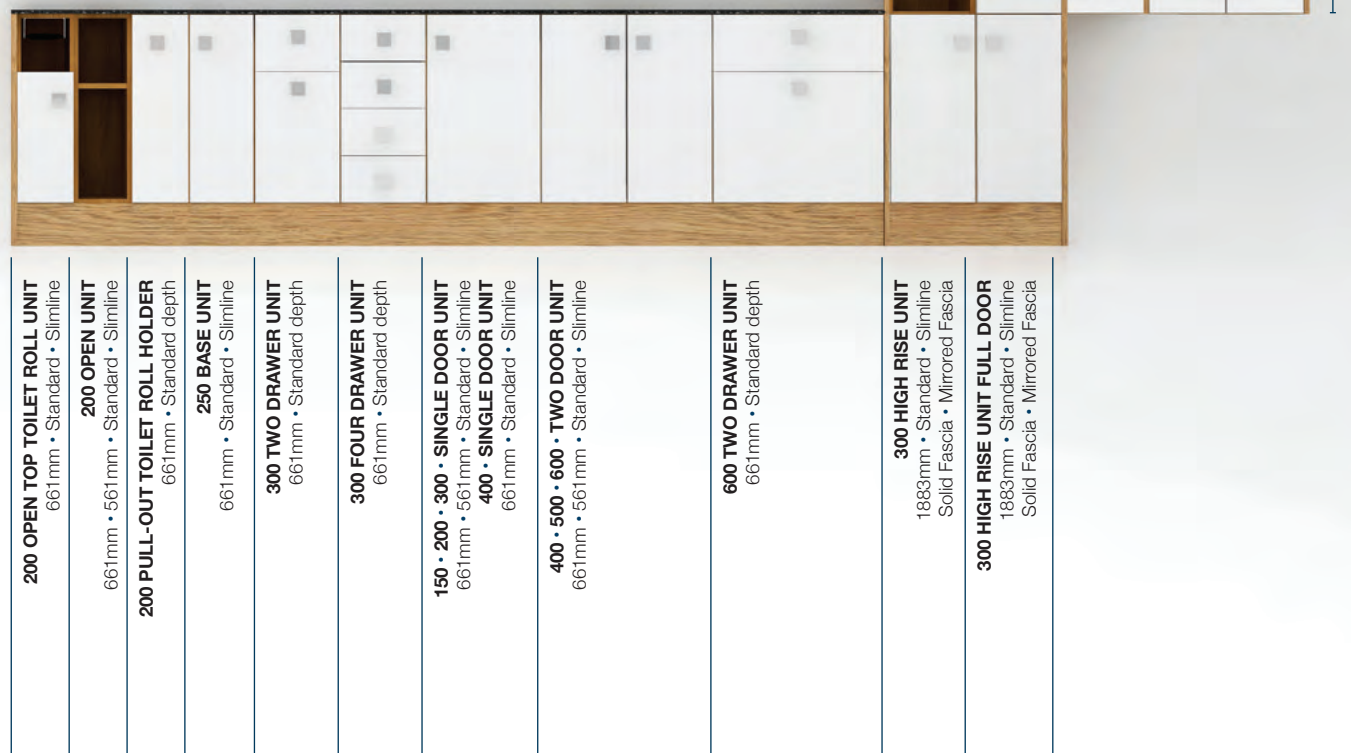 200 OPEN TOP TOILET ROLL UNIT
661mm • Standard • Slimline
200 OPEN UNIT
661mm • 561mm • Standard • Slimline
200 PULL-OUT TOILET ROLL HOLDER
661mm • Standard depth
250 BASE UNIT
661mm • Standard • Slimline
300 TWO DRAWER UNIT
661mm • Standard depth
300 FOUR DRAWER UNIT
661mm • Standard depth
150 • 200 • 300 • SINGLE DOOR UNIT
661mm • 561mm • Standard • Slimline
400 • SINGLE DOOR UNIT
661mm • Standard • Slimline
400 • 500 • 600 • TWO DOOR UNIT
661mm • 561mm • Standard • Slimline
600 TWO DRAWER UNIT
661mm • Standard depth
300 HIGH RISE UNIT
1883mm • Standard • Slimline
Solid Fascia • Mirrored Fascia
300 HIGH RISE UNIT FULL DOOR
1883mm • Standard • Slimline
Solid Fascia • Mirrored Fascia